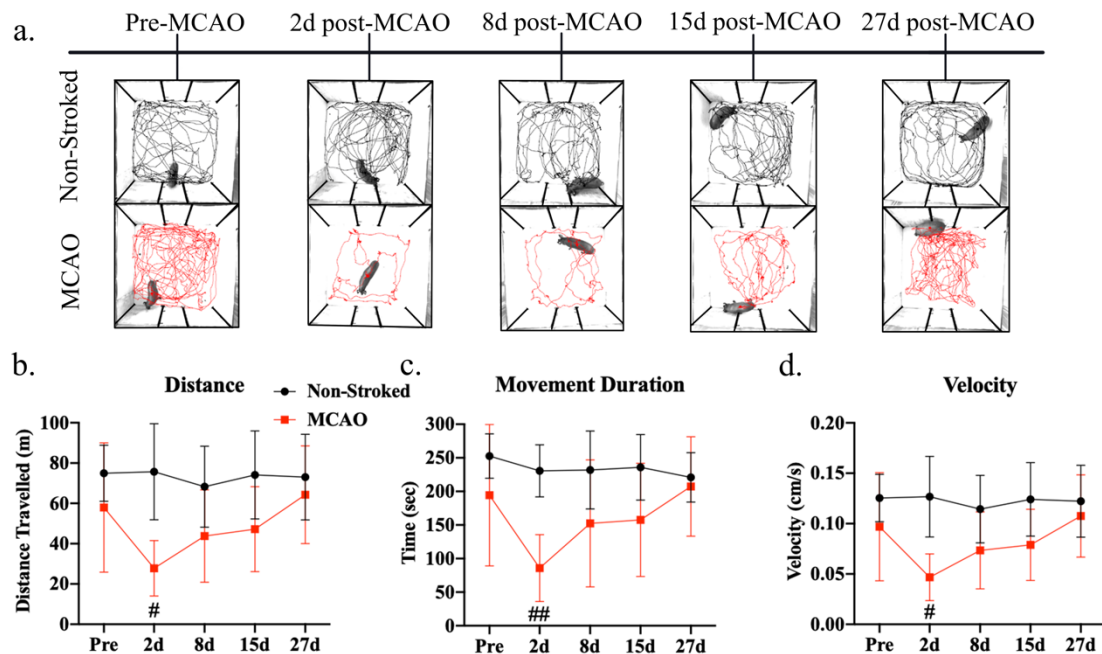 a.
Pre-MCAO 2d post-MCAO 8d post-MCAO 15d post-MCAO 27d post-MCAO
Non-Stroked
MCAO
b.
Distance
Non-Stroked
MCAO
Distance Travelled (m)
100
80
60
40
20
0
#
Pre 2d 8d 15d 27d
c.
Movement Duration
Time (sec)
300
250
200
150
100
50
0
##
Pre 2d 8d 15d 27d
d.
Velocity
Velocity (cm/s)
0.20
0.15
0.10
0.05
0.00
#
Pre 2d 8d 15d 27d